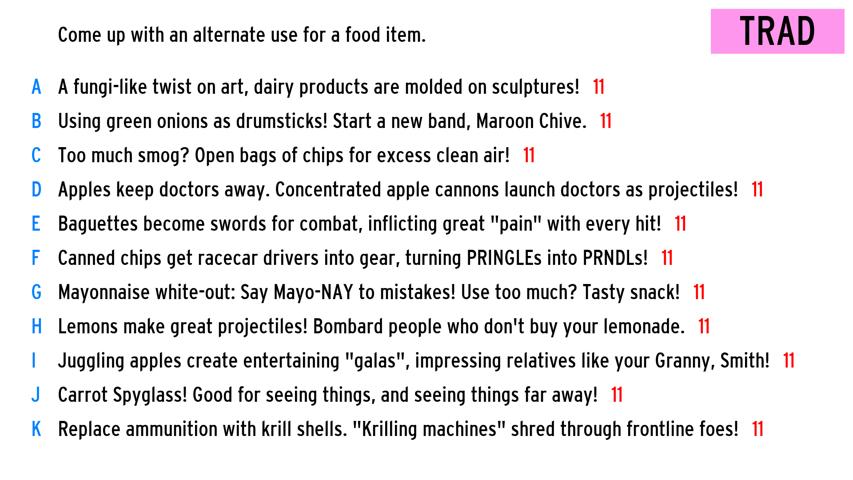 Come up with an alternate use for a food item.
TRAD
A A fungi-like twist on art, dairy products are molded on sculptures! 11
B Using green onions as drumsticks! Start a new band, Maroon Chive. 11
C Too much smog? Open bags of chips for excess clean air! 11
D Apples keep doctors away. Concentrated apple cannons launch doctors as projectiles! 11
E Baguettes become swords for combat, inflicting great "pain" with every hit! 11
F Canned chips get racecar drivers into gear, turning PRINGLEs into PRNDLs! 11
G Mayonnaise white-out: Say Mayo-NAY to mistakes! Use too much? Tasty snack! 11
H Lemons make great projectiles! Bombard people who don't buy your lemonade. 11
I Juggling apples create entertaining "galas", impressing relatives like your Granny, Smith! 11
J Carrot Spyglass! Good for seeing things, and seeing things far away! 11
K Replace ammunition with krill shells. "Krilling machines" shred through frontline foes! 11